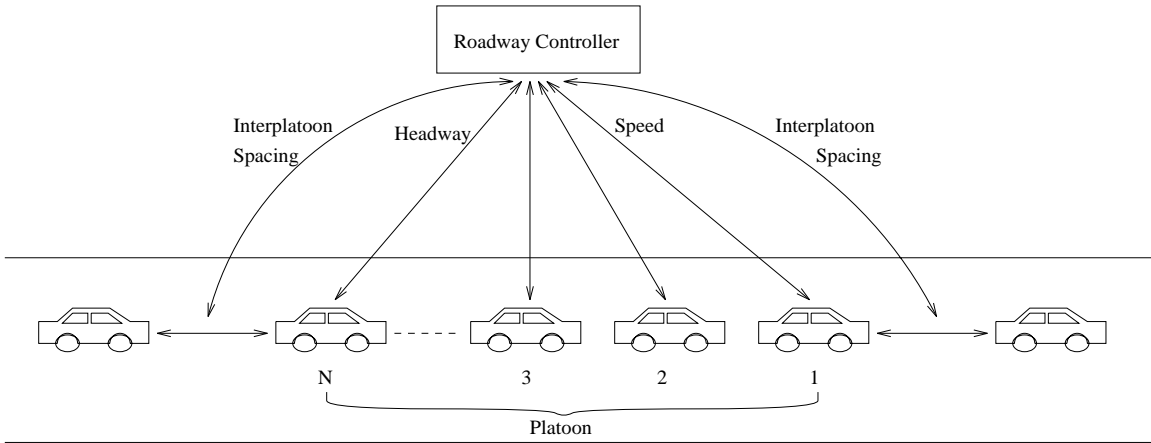 Roadway Controller
Interplatoon
Spacing
Headway
Speed
Interplatoon
Spacing
N
3
2
1
Platoon